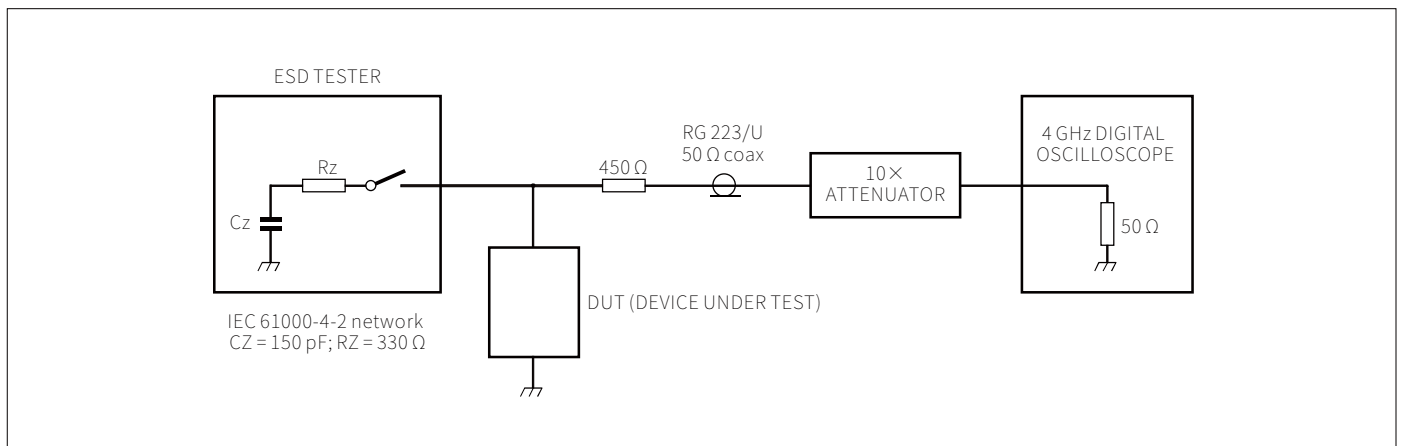 ESD TESTER
Rz
Cz
IEC 61000-4-2 network
CZ = 150 pF; RZ = 330 Ω
450 Ω
RG 223/U
50 Ω coax
10×
ATTENUATOR
4 GHz DIGITAL
OSCILLOSCOPE
50 Ω
DUT (DEVICE UNDER TEST)